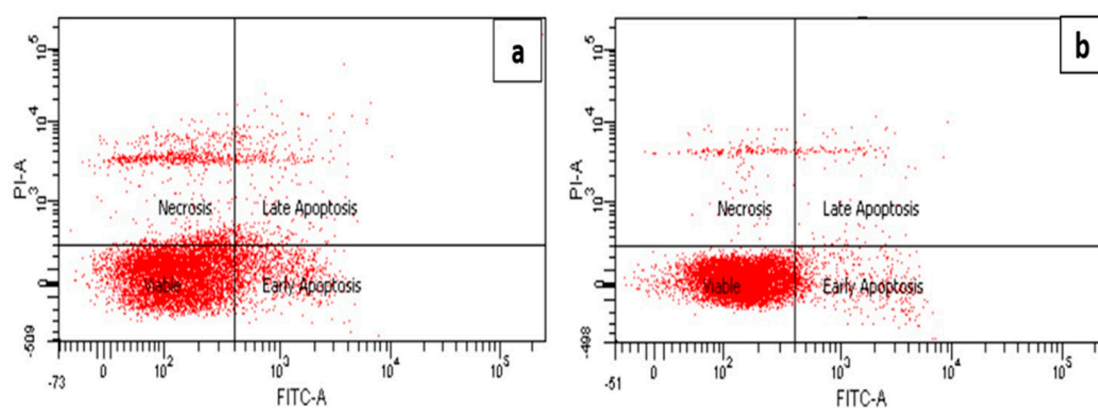 a
10^5
10^4
10^3
0
-509
PI-A
Necrosis
Late Apoptosis
Viable
Early Apoptosis
-73
0
10^2
10^3
10^4
10^5
FITC-A
b
10^5
10^4
10^3
0
-498
PI-A
Necrosis
Late Apoptosis
Viable
Early Apoptosis
-51
0
10^2
10^3
10^4
10^5
FITC-A